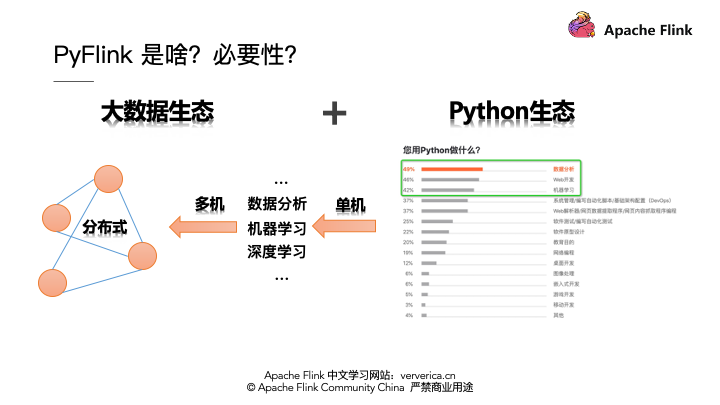 Apache Flink
PyFlink 是啥？必要性？
大数据生态
+
Python生态
您用Python做什么？
49% 数据分析
46% Web开发
42% 机器学习
37% 系统管理/编写自动化脚本/基础架构配置（DevOps）
37% Web解析器/网页数据提取程序/网页内容抓取程序编程
25% 软件测试/编写自动化测试
22% 软件原型设计
20% 教育目的
19% 网络编程
12% 桌面开发
6% 图像处理
6% 嵌入式开发
5% 游戏开发
3% 移动开发
4% 其他
分布式
多机
...
数据分析
机器学习
深度学习
...
单机
Apache Flink 中文学习网站：ververica.cn
© Apache Flink Community China 严禁商业用途